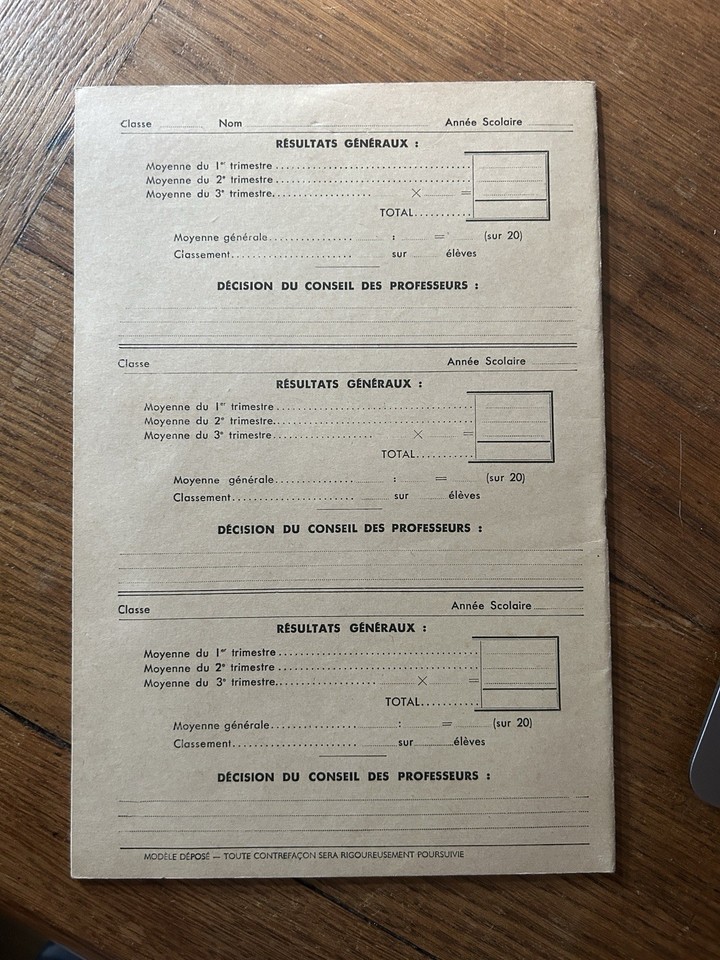 Classe .......... Nom .......... Année Scolaire ..........
RÉSULTATS GÉNÉRAUX :
Moyenne du 1er trimestre ..........
Moyenne du 2e trimestre ..........
Moyenne du 3e trimestre .......... × .......... =
TOTAL ..........
Moyenne générale .......... : .......... = (sur 20)
Classement .......... sur .......... élèves
DÉCISION DU CONSEIL DES PROFESSEURS :
Classe Année Scolaire ..........
RÉSULTATS GÉNÉRAUX :
Moyenne du 1er trimestre ..........
Moyenne du 2e trimestre ..........
Moyenne du 3e trimestre .......... × .......... =
TOTAL ..........
Moyenne générale .......... : .......... = (sur 20)
Classement .......... sur .......... élèves
DÉCISION DU CONSEIL DES PROFESSEURS :
Classe Année Scolaire ..........
RÉSULTATS GÉNÉRAUX :
Moyenne du 1er trimestre ..........
Moyenne du 2e trimestre ..........
Moyenne du 3e trimestre .......... × .......... =
TOTAL ..........
Moyenne générale .......... : .......... = (sur 20)
Classement .......... sur .......... élèves
DÉCISION DU CONSEIL DES PROFESSEURS :
MODÈLE DÉPOSÉ — TOUTE CONTREFAÇON SERA RIGOUREUSEMENT POURSUIVIE